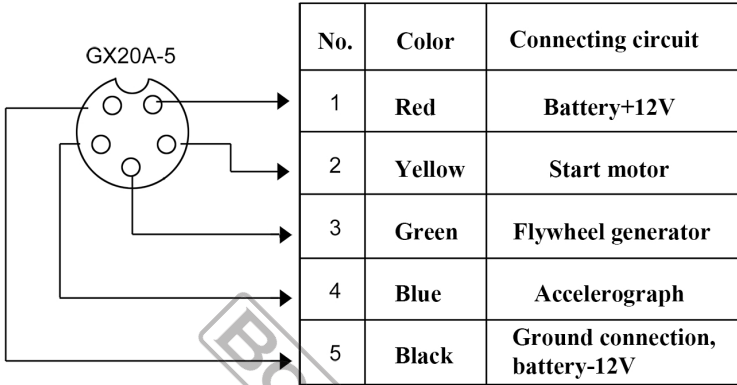 GX20A-5
No. Color Connecting circuit
1 Red Battery+12V
2 Yellow Start motor
3 Green Flywheel generator
4 Blue Accelerograph
5 Black Ground connection,
battery-12V